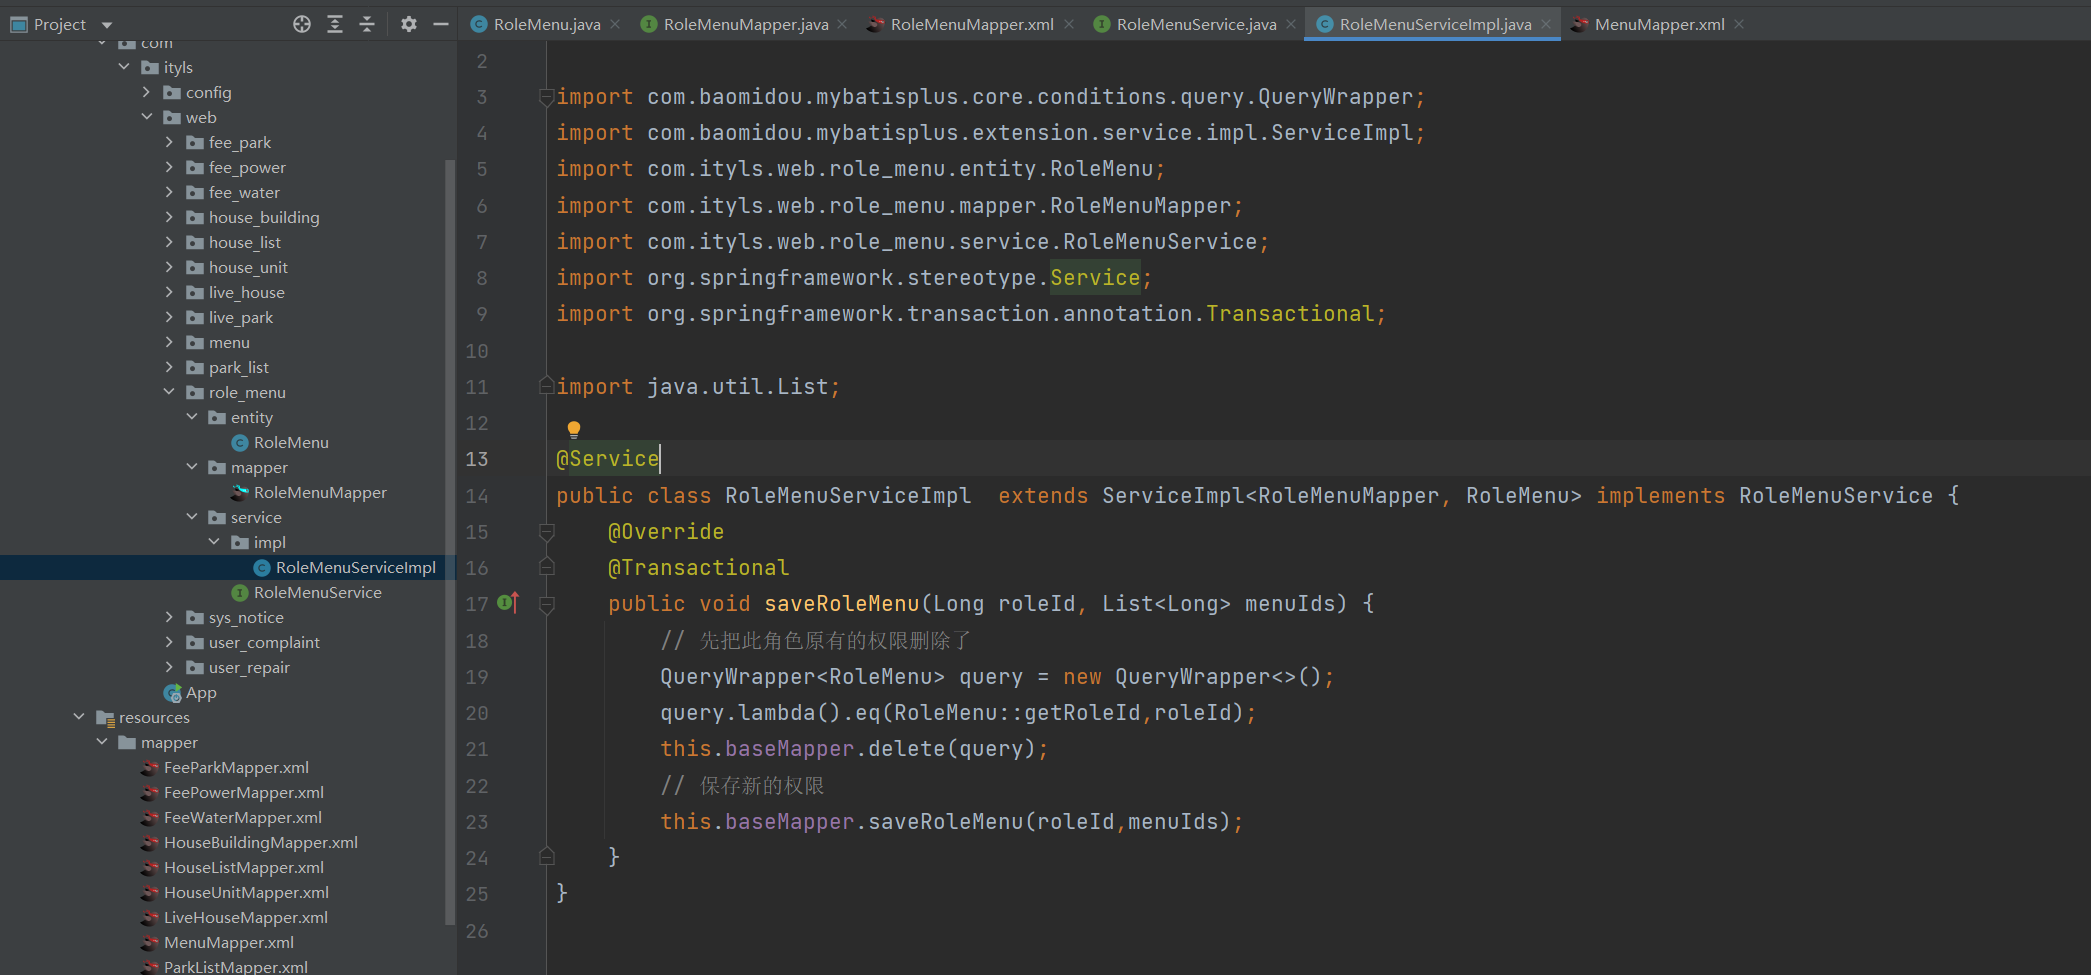 Project
RoleMenu.java
RoleMenuMapper.java
RoleMenuMapper.xml
RoleMenuService.java
RoleMenuServiceImpl.java
MenuMapper.xml
com
ityls
config
web
fee_park
fee_power
fee_water
house_building
house_list
house_unit
live_house
live_park
menu
park_list
role_menu
entity
RoleMenu
mapper
RoleMenuMapper
service
impl
RoleMenuServiceImpl
RoleMenuService
sys_notice
user_complaint
user_repair
App
resources
mapper
FeeParkMapper.xml
FeePowerMapper.xml
FeeWaterMapper.xml
HouseBuildingMapper.xml
HouseListMapper.xml
HouseUnitMapper.xml
LiveHouseMapper.xml
MenuMapper.xml
ParkListMapper.xml
2
3 import com.baomidou.mybatisplus.core.conditions.query.QueryWrapper;
4 import com.baomidou.mybatisplus.extension.service.impl.ServiceImpl;
5 import com.ityls.web.role_menu.entity.RoleMenu;
6 import com.ityls.web.role_menu.mapper.RoleMenuMapper;
7 import com.ityls.web.role_menu.service.RoleMenuService;
8 import org.springframework.stereotype.Service;
9 import org.springframework.transaction.annotation.Transactional;
10
11 import java.util.List;
12
13 @Service
14 public class RoleMenuServiceImpl  extends ServiceImpl<RoleMenuMapper, RoleMenu> implements RoleMenuService {
15     @Override
16     @Transactional
17     public void saveRoleMenu(Long roleId, List<Long> menuIds) {
18         // 先把此角色原有的权限删除了
19         QueryWrapper<RoleMenu> query = new QueryWrapper<>();
20         query.lambda().eq(RoleMenu::getRoleId,roleId);
21         this.baseMapper.delete(query);
22         // 保存新的权限
23         this.baseMapper.saveRoleMenu(roleId,menuIds);
24     }
25 }
26